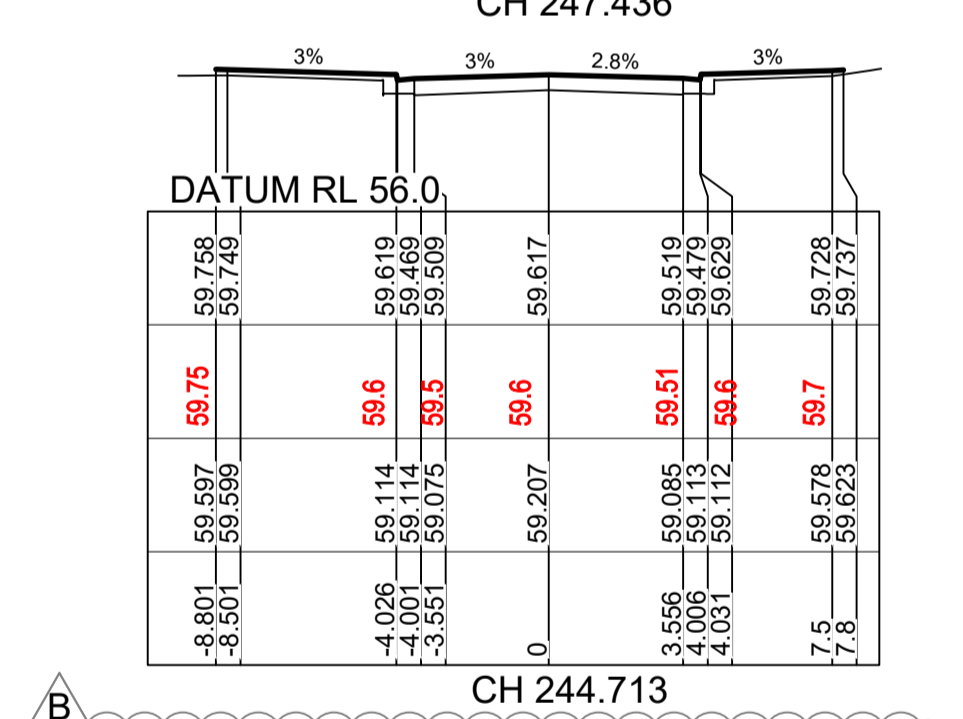 CH 247.436
3% 3% 2.8% 3%
DATUM RL 56.0
59.758 59.749 59.619 59.469 59.509 59.617 59.519 59.479 59.629 59.728 59.737
59.75 59.6 59.5 59.6 59.51 59.6 59.7
59.597 59.599 59.114 59.114 59.075 59.207 59.085 59.113 59.112 59.578 59.623
-8.801 -8.501 -4.026 -4.001 -3.551 0 3.556 4.006 4.031 7.5 7.8
CH 244.713
B